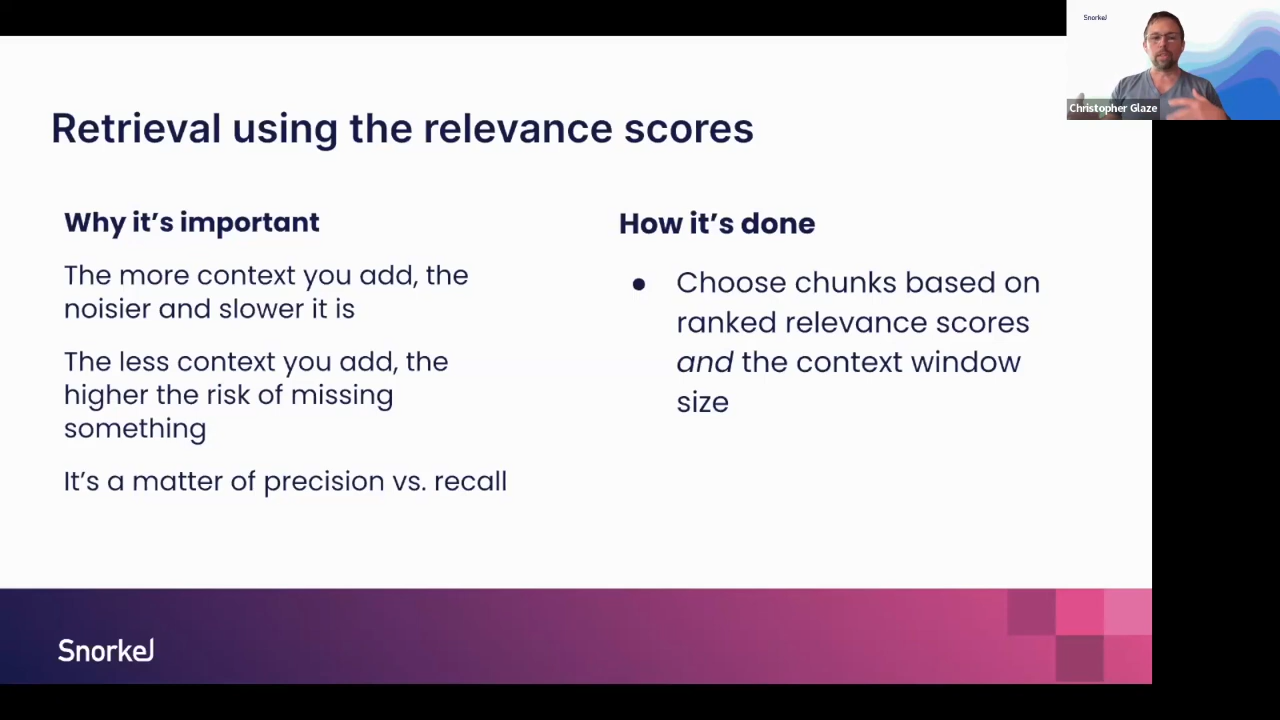 Snorkel
Christopher Glaze
Retrieval using the relevance scores
Why it's important
The more context you add, the
noisier and slower it is
The less context you add, the
higher the risk of missing
something
It's a matter of precision vs. recall
How it's done
● Choose chunks based on
ranked relevance scores
and the context window
size
Snorkel